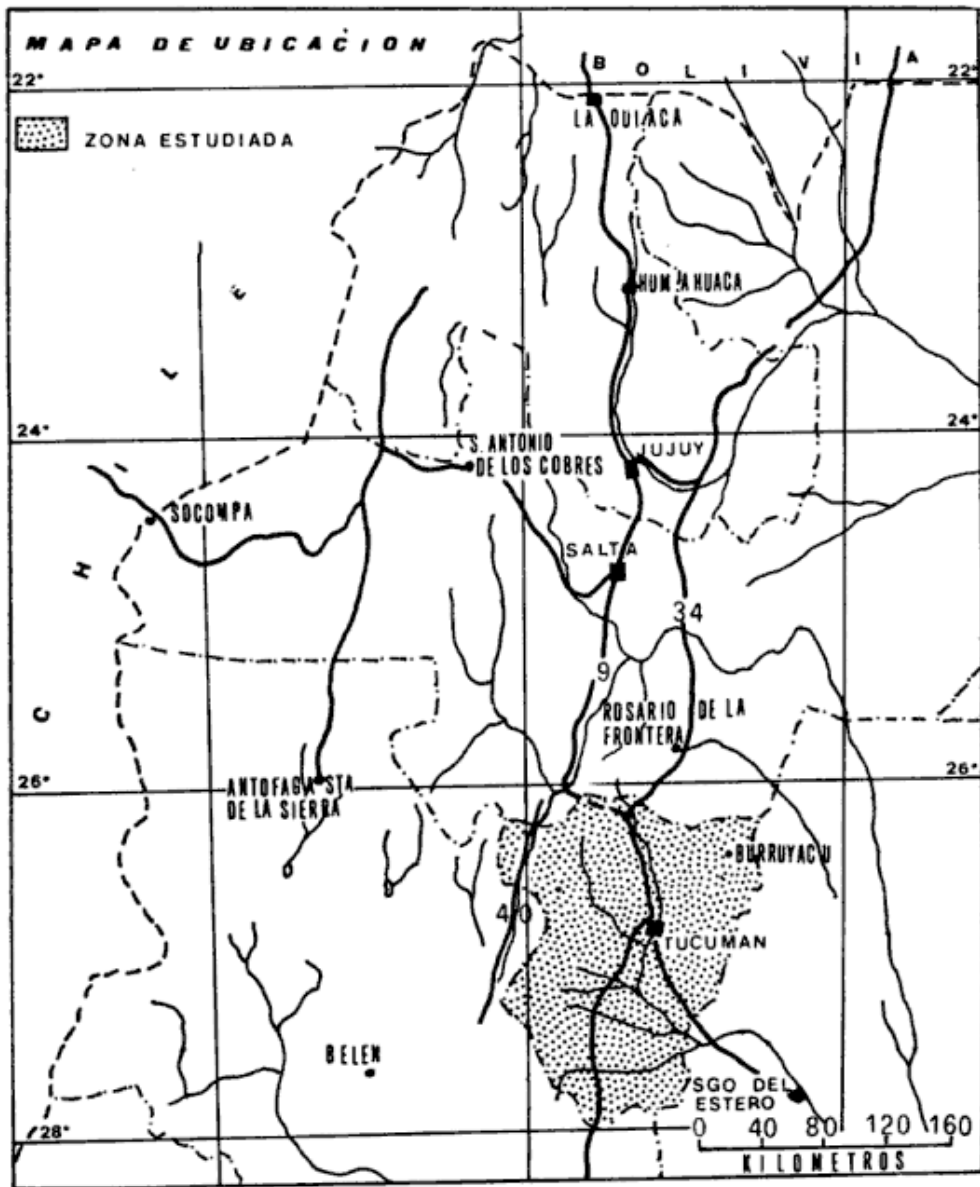 MAPA DE UBICACION
BOLIVIA
22°
22°
LA QUIACA
ZONA ESTUDIADA
HUMAHUACA
CHILE
24°
24°
S. ANTONIO
DE LOS COBRES
JUJUY
SOCOMPA
SALTA
34
9
ROSARIO DE LA
FRONTERA
26°
26°
ANTOFAGASTA
DE LA SIERRA
BURRUYACU
40
TUCUMAN
BELEN
SGO DEL
ESTERO
28°
0 40 80 120 160
KILOMETROS